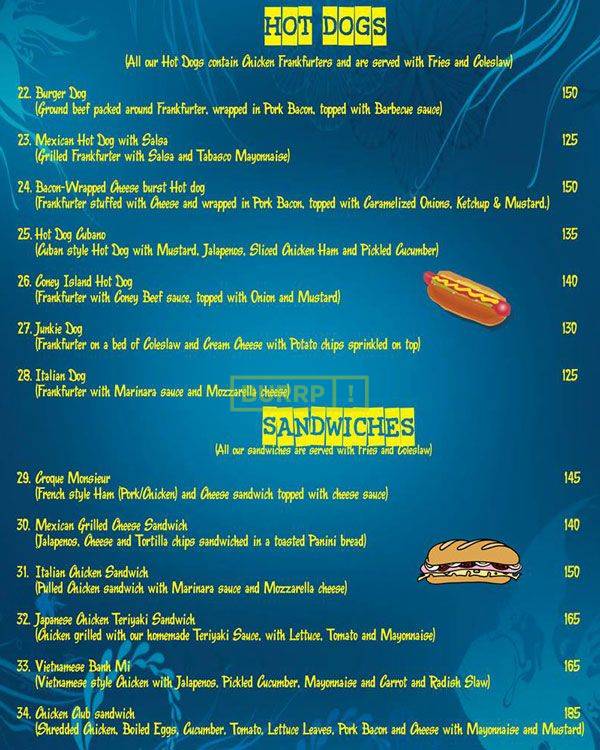 HOT DOGS
(All our Hot Dogs contain Chicken Frankfurters and are served with Fries and Coleslaw)
22. Burger Dog 150
(Ground beef packed around Frankfurter, wrapped in Pork Bacon, topped with Barbecue sauce)
23. Mexican Hot Dog with Salsa 125
(Grilled Frankfurter with Salsa and Tabasco Mayonnaise)
24. Bacon-Wrapped Cheese burst Hot dog 150
(Frankfurter stuffed with Cheese and wrapped in Pork Bacon, topped with Caramelized Onions, Ketchup & Mustard.)
25. Hot Dog Cubano 135
(Cuban style Hot Dog with Mustard, Jalapenos, Sliced Chicken Ham and Pickled Cucumber)
26. Coney Island Hot Dog 140
(Frankfurter with Coney Beef sauce, topped with Onion and Mustard)
27. Junkie Dog 130
(Frankfurter on a bed of Coleslaw and Cream Cheese with Potato chips sprinkled on top)
28. Italian Dog 125
(Frankfurter with Marinara sauce and Mozzarella cheese)
BURRP !
SANDWICHES
(All our sandwiches are served with Fries and Coleslaw)
29. Croque Monsieur 145
(French style Ham (Pork/Chicken) and Cheese sandwich topped with cheese sauce)
30. Mexican Grilled Cheese Sandwich 140
(Jalapenos, Cheese and Tortilla chips sandwiched in a toasted Panini bread)
31. Italian Chicken Sandwich 150
(Pulled Chicken sandwich with Marinara sauce and Mozzarella cheese)
32. Japanese Chicken Teriyaki Sandwich 165
(Chicken grilled with our homemade Teriyaki Sauce, with Lettuce, Tomato and Mayonnaise)
33. Vietnamese Banh Mi 165
(Vietnamese style Chicken with Jalapenos, Pickled Cucumber, Mayonnaise and Carrot and Radish Slaw)
34. Chicken Club sandwich 185
(Shredded Chicken, Boiled Eggs, Cucumber, Tomato, Lettuce Leaves, Pork Bacon and Cheese with Mayonnaise and Mustard)